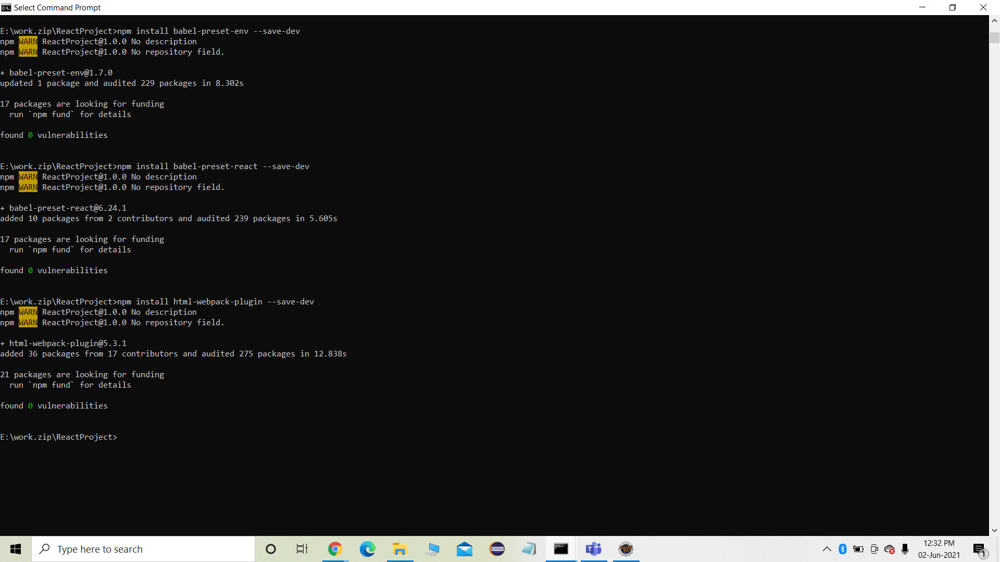 Select Command Prompt
E:\work.zip\ReactProject>npm install babel-preset-env --save-dev
npm WARN ReactProject@1.0.0 No description
npm WARN ReactProject@1.0.0 No repository field.
+ babel-preset-env@1.7.0
updated 1 package and audited 229 packages in 8.302s
17 packages are looking for funding
run `npm fund` for details
found 0 vulnerabilities
E:\work.zip\ReactProject>npm install babel-preset-react --save-dev
npm WARN ReactProject@1.0.0 No description
npm WARN ReactProject@1.0.0 No repository field.
+ babel-preset-react@6.24.1
added 10 packages from 2 contributors and audited 239 packages in 5.605s
17 packages are looking for funding
run `npm fund` for details
found 0 vulnerabilities
E:\work.zip\ReactProject>npm install html-webpack-plugin --save-dev
npm WARN ReactProject@1.0.0 No description
npm WARN ReactProject@1.0.0 No repository field.
+ html-webpack-plugin@5.3.1
added 36 packages from 17 contributors and audited 275 packages in 12.838s
21 packages are looking for funding
run `npm fund` for details
found 0 vulnerabilities
E:\work.zip\ReactProject>
Type here to search
12:32 PM
02-Jun-2021
1